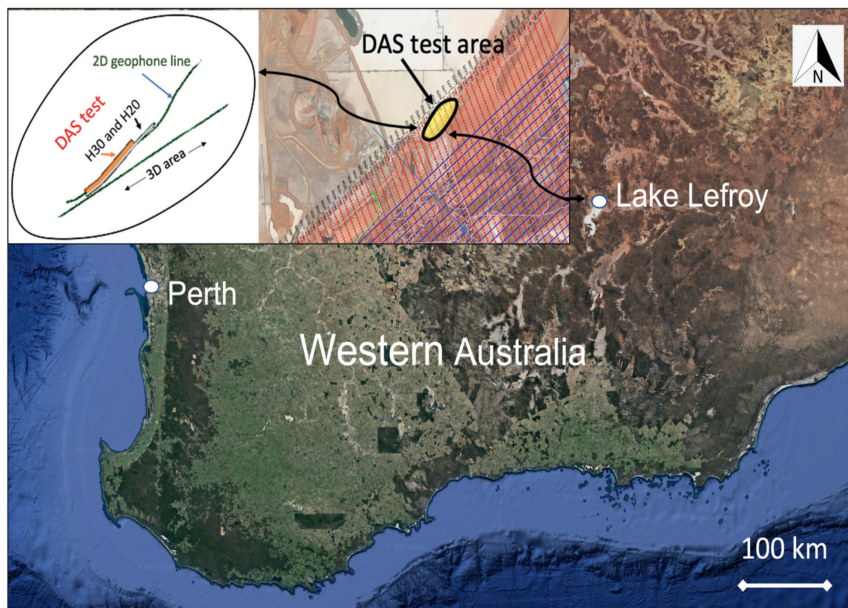 2D geophone line
DAS test
H30 and H20
3D area
DAS test area
N
Lake Lefroy
Perth
Western Australia
100 km